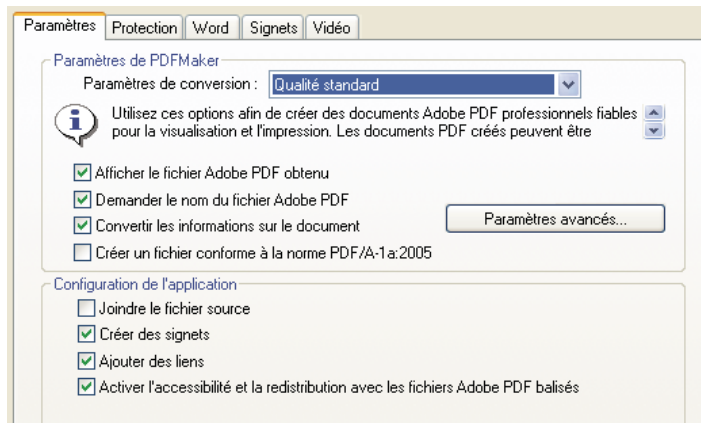 Paramètres Protection Word Signets Vidéo
Paramètres de PDFMaker
Paramètres de conversion : Qualité standard
Utilisez ces options afin de créer des documents Adobe PDF professionnels fiables
pour la visualisation et l'impression. Les documents PDF créés peuvent être
Afficher le fichier Adobe PDF obtenu
Demander le nom du fichier Adobe PDF
Convertir les informations sur le document
Paramètres avancés...
Créer un fichier conforme à la norme PDF/A-1a:2005
Configuration de l'application
Joindre le fichier source
Créer des signets
Ajouter des liens
Activer l'accessibilité et la redistribution avec les fichiers Adobe PDF balisés